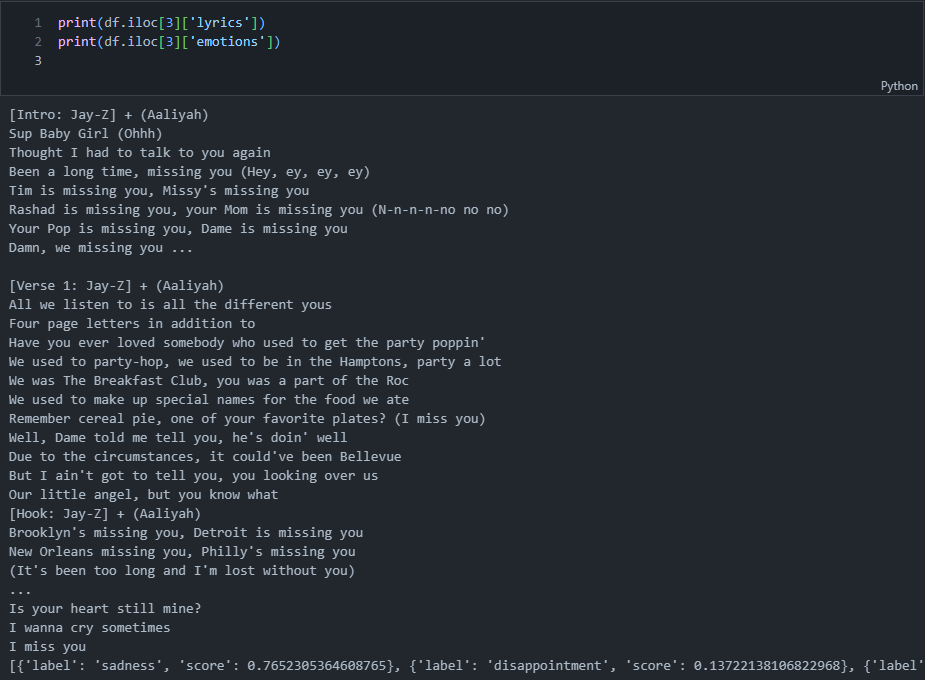 1 print(df.iloc[3]['lyrics'])
2 print(df.iloc[3]['emotions'])
3
Python
[Intro: Jay-Z] + (Aaliyah)
Sup Baby Girl (Ohhh)
Thought I had to talk to you again
Been a long time, missing you (Hey, ey, ey, ey)
Tim is missing you, Missy's missing you
Rashad is missing you, your Mom is missing you (N-n-n-n-no no no)
Your Pop is missing you, Dame is missing you
Damn, we missing you ...

[Verse 1: Jay-Z] + (Aaliyah)
All we listen to is all the different yous
Four page letters in addition to
Have you ever loved somebody who used to get the party poppin'
We used to party-hop, we used to be in the Hamptons, party a lot
We was The Breakfast Club, you was a part of the Roc
We used to make up special names for the food we ate
Remember cereal pie, one of your favorite plates? (I miss you)
Well, Dame told me tell you, he's doin' well
Due to the circumstances, it could've been Bellevue
But I ain't got to tell you, you looking over us
Our little angel, but you know what
[Hook: Jay-Z] + (Aaliyah)
Brooklyn's missing you, Detroit is missing you
New Orleans missing you, Philly's missing you
(It's been too long and I'm lost without you)
...
Is your heart still mine?
I wanna cry sometimes
I miss you
[{'label': 'sadness', 'score': 0.7652305364608765}, {'label': 'disappointment', 'score': 0.13722138106822968}, {'label'